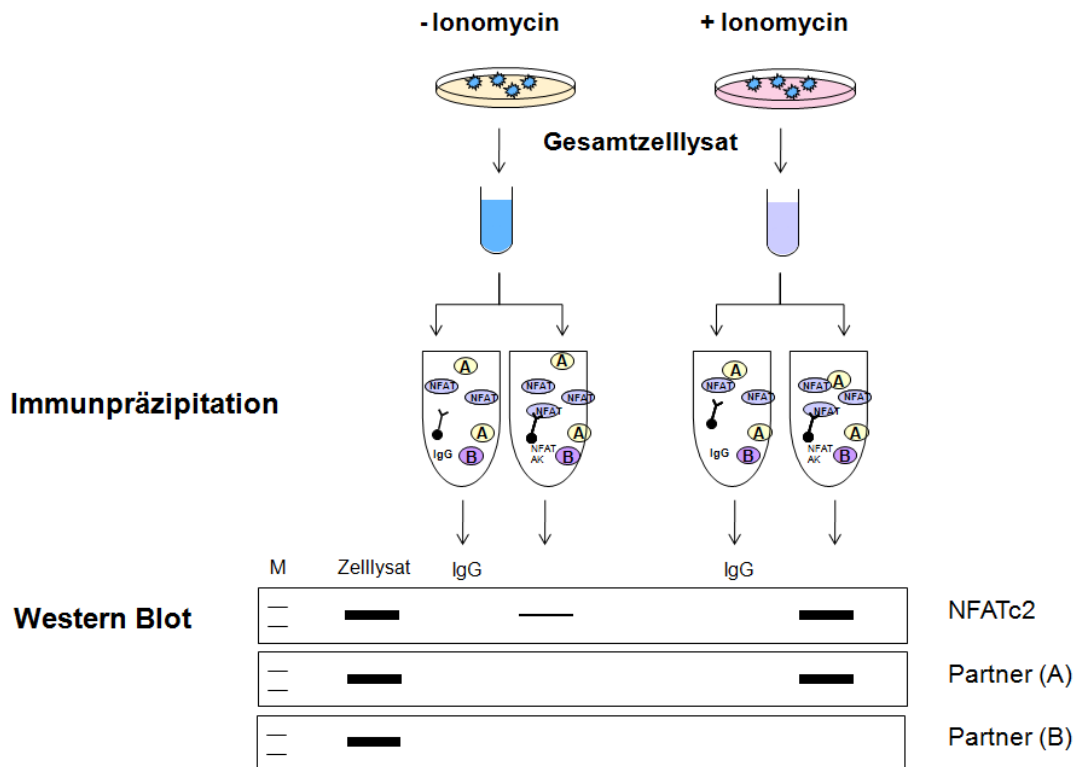 - Ionomycin
+ Ionomycin
Gesamtzelllysat
Immunpräzipitation
A
NFAT
NFAT
A
IgG
B
A
NFAT
NFAT
NFAT
A
NFAT
AK
B
A
NFAT
NFAT
A
IgG
B
NFAT
A
NFAT
NFAT
A
NFAT
AK
B
M
Zelllysat
IgG
IgG
Western Blot
NFATc2
Partner (A)
Partner (B)